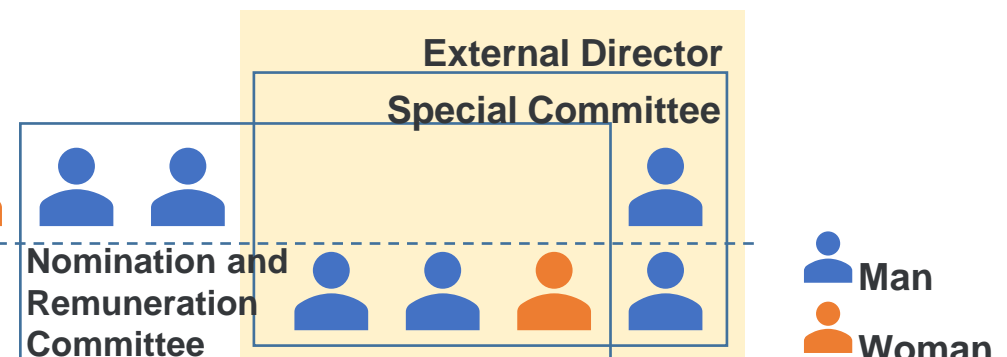 External Director
Special Committee
Nomination and
Remuneration
Committee
Man
Woman